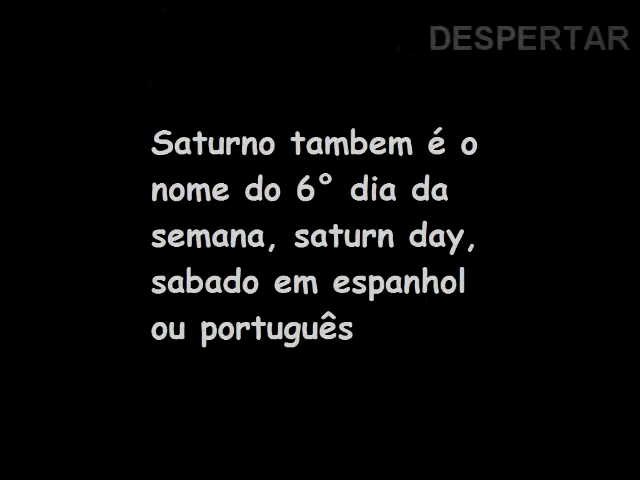 DESPERTAR
Saturno tambem é o
nome do 6° dia da
semana, saturn day,
sabado em espanhol
ou português